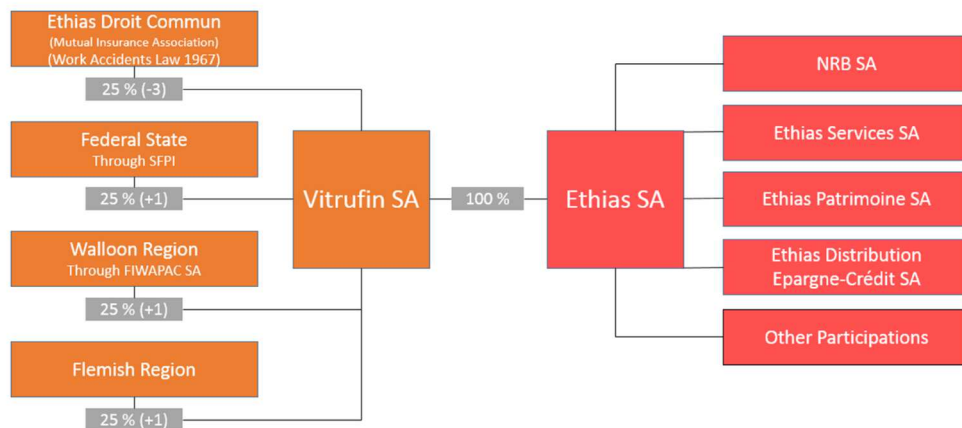 Ethias Droit Commun
(Mutual Insurance Association)
(Work Accidents Law 1967)
25 % (-3)
Federal State
Through SFPI
25 % (+1)
Walloon Region
Through FIWAPAC SA
25 % (+1)
Flemish Region
25 % (+1)
Vitrufin SA
100 %
Ethias SA
NRB SA
Ethias Services SA
Ethias Patrimoine SA
Ethias Distribution
Epargne-Crédit SA
Other Participations